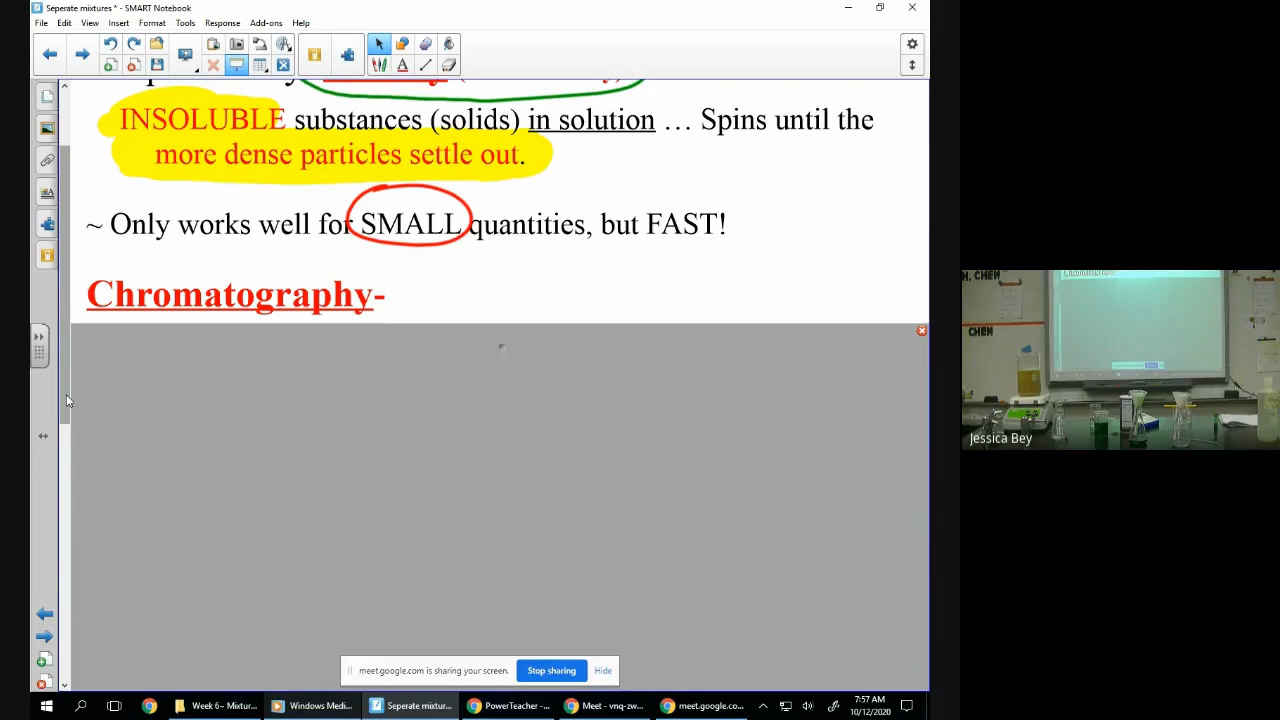 Seperate mixtures * - SMART Notebook
File Edit View Insert Format Tools Response Add-ons Help
INSOLUBLE substances (solids) in solution … Spins until the
more dense particles settle out.
~ Only works well for SMALL quantities, but FAST!
Chromatography-
CHEM
CHEM
Chromatography
Jessica Bey
meet.google.com is sharing your screen. Stop sharing Hide
Week 6~ Mixtur... Windows Medi... Seperate mixtur... PowerTeacher -... Meet - vnq-zw... meet.google.co...
7:57 AM
10/12/2020